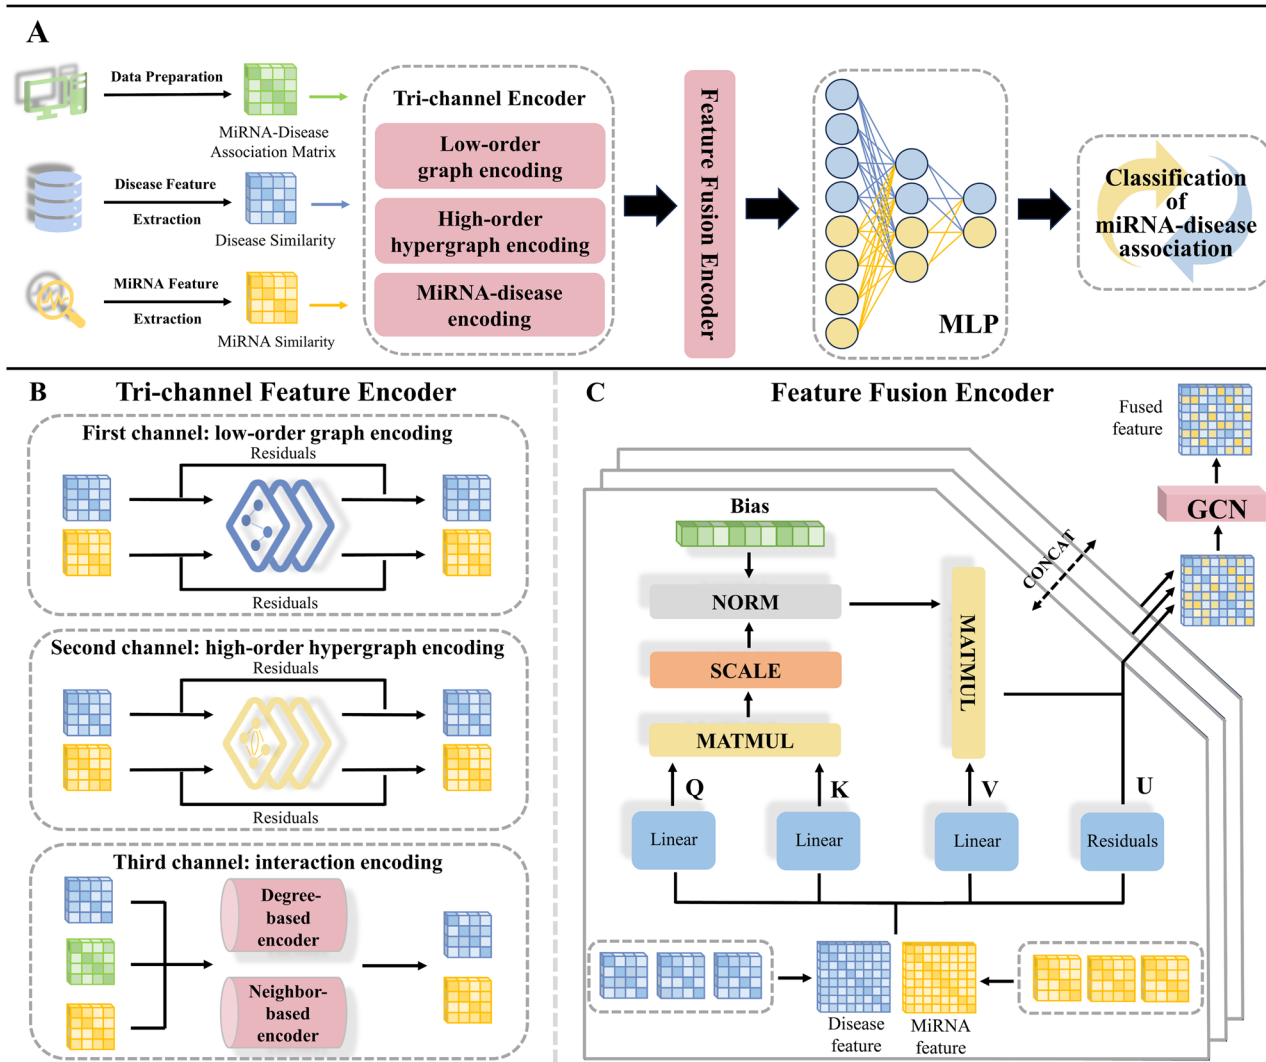 A
Data Preparation
MiRNA-Disease
Association Matrix
Disease Feature
Extraction
Disease Similarity
MiRNA Feature
Extraction
MiRNA Similarity
Tri-channel Encoder
Low-order
graph encoding
High-order
hypergraph encoding
MiRNA-disease
encoding
Feature Fusion Encoder
MLP
Classification
of
miRNA-disease
association
B
Tri-channel Feature Encoder
First channel: low-order graph encoding
Residuals
Residuals
Second channel: high-order hypergraph encoding
Residuals
Residuals
Third channel: interaction encoding
Degree-
based
encoder
Neighbor-
based
encoder
C
Feature Fusion Encoder
Fused
feature
GCN
CONCAT
Bias
NORM
SCALE
MATMUL
MATMUL
Q
K
V
U
Linear
Linear
Linear
Residuals
Disease
feature
MiRNA
feature